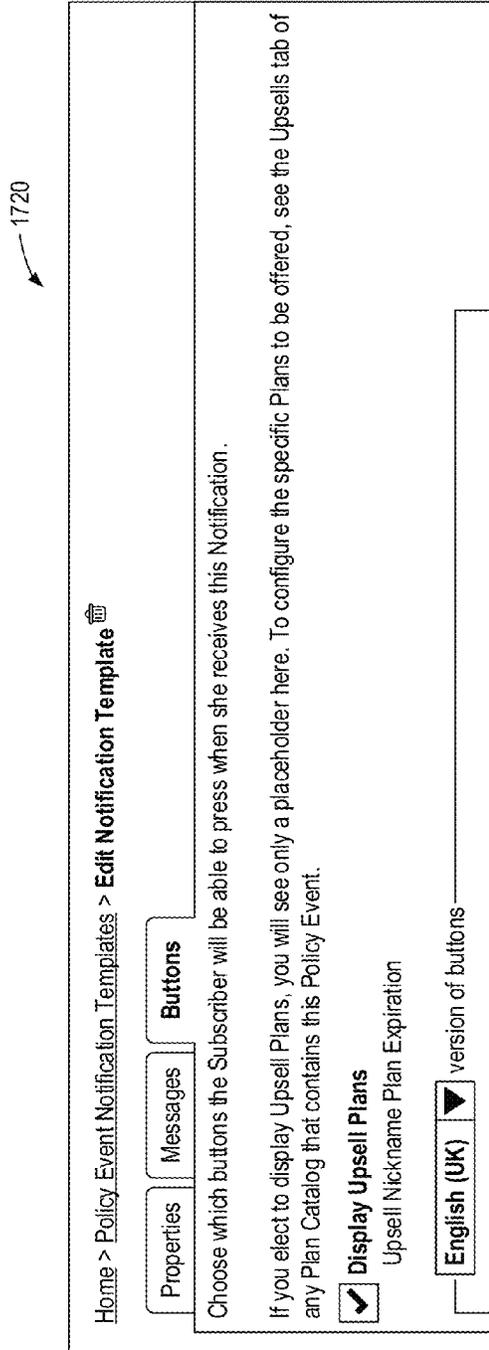 1720
Home > Policy Event Notification Templates > Edit Notification Template
Properties
Messages
Buttons
Choose which buttons the Subscriber will be able to press when she receives this Notification.
If you elect to display Upsell Plans, you will see only a placeholder here. To configure the specific Plans to be offered, see the Upsells tab of
any Plan Catalog that contains this Policy Event.
Display Upsell Plans
Upsell Nickname Plan Expiration
English (UK) version of buttons